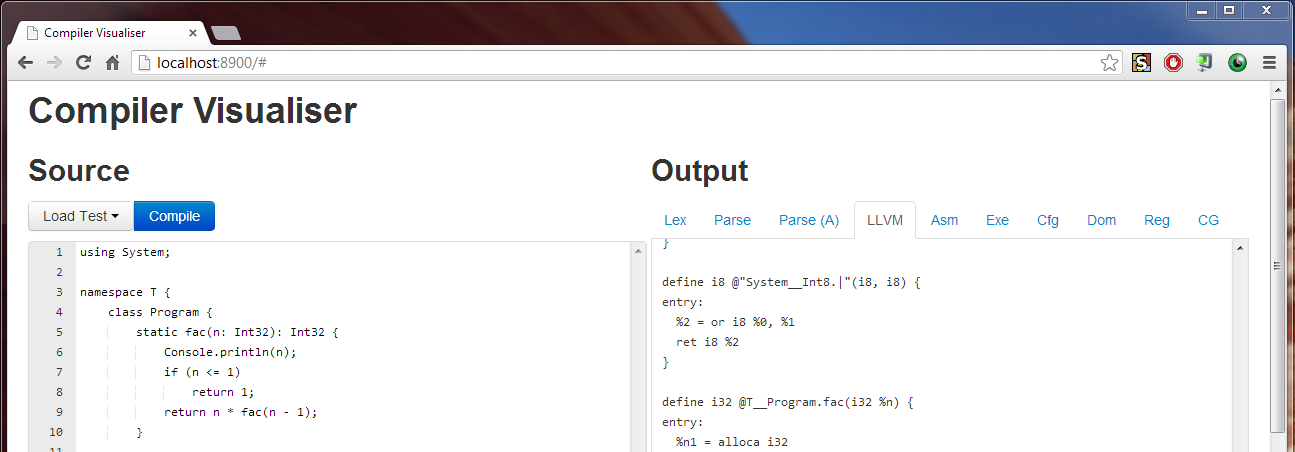 Compiler Visualiser
localhost:8900/#
Compiler Visualiser
Source
Load Test
Compile
1 using System;
2
3 namespace T {
4     class Program {
5         static fac(n: Int32): Int32 {
6             Console.println(n);
7             if (n <= 1)
8                 return 1;
9             return n * fac(n - 1);
10         }
Output
Lex Parse Parse (A) LLVM Asm Exe Cfg Dom Reg CG
}
define i8 @"System__Int8.|"(i8, i8) {
entry:
  %2 = or i8 %0, %1
  ret i8 %2
}
define i32 @T__Program.fac(i32 %n) {
entry:
  %n1 = alloca i32